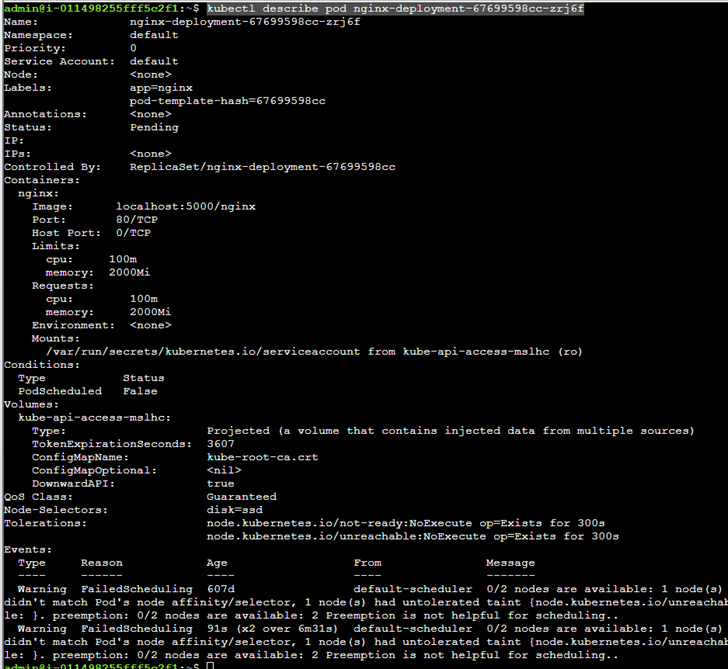 admin@i-011498255fff5c2f1:~$ kubectl describe pod nginx-deployment-67699598cc-zrj6f
Name:             nginx-deployment-67699598cc-zrj6f
Namespace:        default
Priority:         0
Service Account:  default
Node:             <none>
Labels:           app=nginx
                  pod-template-hash=67699598cc
Annotations:      <none>
Status:           Pending
IP:
IPs:              <none>
Controlled By:    ReplicaSet/nginx-deployment-67699598cc
Containers:
  nginx:
    Image:      localhost:5000/nginx
    Port:       80/TCP
    Host Port:  0/TCP
    Limits:
      cpu:     100m
      memory:  2000Mi
    Requests:
      cpu:        100m
      memory:     2000Mi
    Environment:  <none>
    Mounts:
      /var/run/secrets/kubernetes.io/serviceaccount from kube-api-access-mslhc (ro)
Conditions:
  Type           Status
  PodScheduled   False
Volumes:
  kube-api-access-mslhc:
    Type:                    Projected (a volume that contains injected data from multiple sources)
    TokenExpirationSeconds:  3607
    ConfigMapName:           kube-root-ca.crt
    ConfigMapOptional:       <nil>
    DownwardAPI:             true
QoS Class:                   Guaranteed
Node-Selectors:              disk=ssd
Tolerations:                 node.kubernetes.io/not-ready:NoExecute op=Exists for 300s
                             node.kubernetes.io/unreachable:NoExecute op=Exists for 300s
Events:
  Type     Reason            Age                  From               Message
  ----     ------            ----                 ----               -------
  Warning  FailedScheduling  607d                 default-scheduler  0/2 nodes are available: 1 node(s)
didn't match Pod's node affinity/selector, 1 node(s) had untolerated taint {node.kubernetes.io/unreachab
le: }. preemption: 0/2 nodes are available: 2 Preemption is not helpful for scheduling..
  Warning  FailedScheduling  91s (x2 over 6m31s)  default-scheduler  0/2 nodes are available: 1 node(s)
didn't match Pod's node affinity/selector, 1 node(s) had untolerated taint {node.kubernetes.io/unreachab
le: }. preemption: 0/2 nodes are available: 2 Preemption is not helpful for scheduling..
admin@i-011498255fff5c2f1:~$